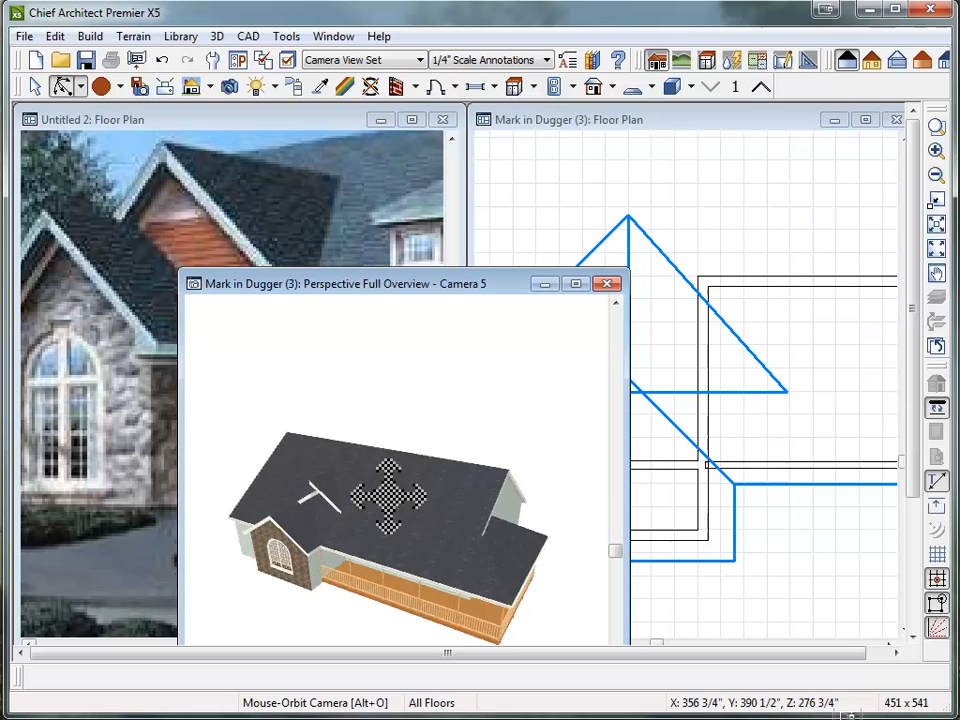 Chief Architect Premier X5
File Edit Build Terrain Library 3D CAD Tools Window Help
Camera View Set 1/4" Scale Annotations
1
Untitled 2: Floor Plan
Mark in Dugger (3): Floor Plan
Mark in Dugger (3): Perspective Full Overview - Camera 5
Mouse-Orbit Camera [Alt+O] All Floors X: 356 3/4", Y: 390 1/2", Z: 276 3/4" 451 x 541